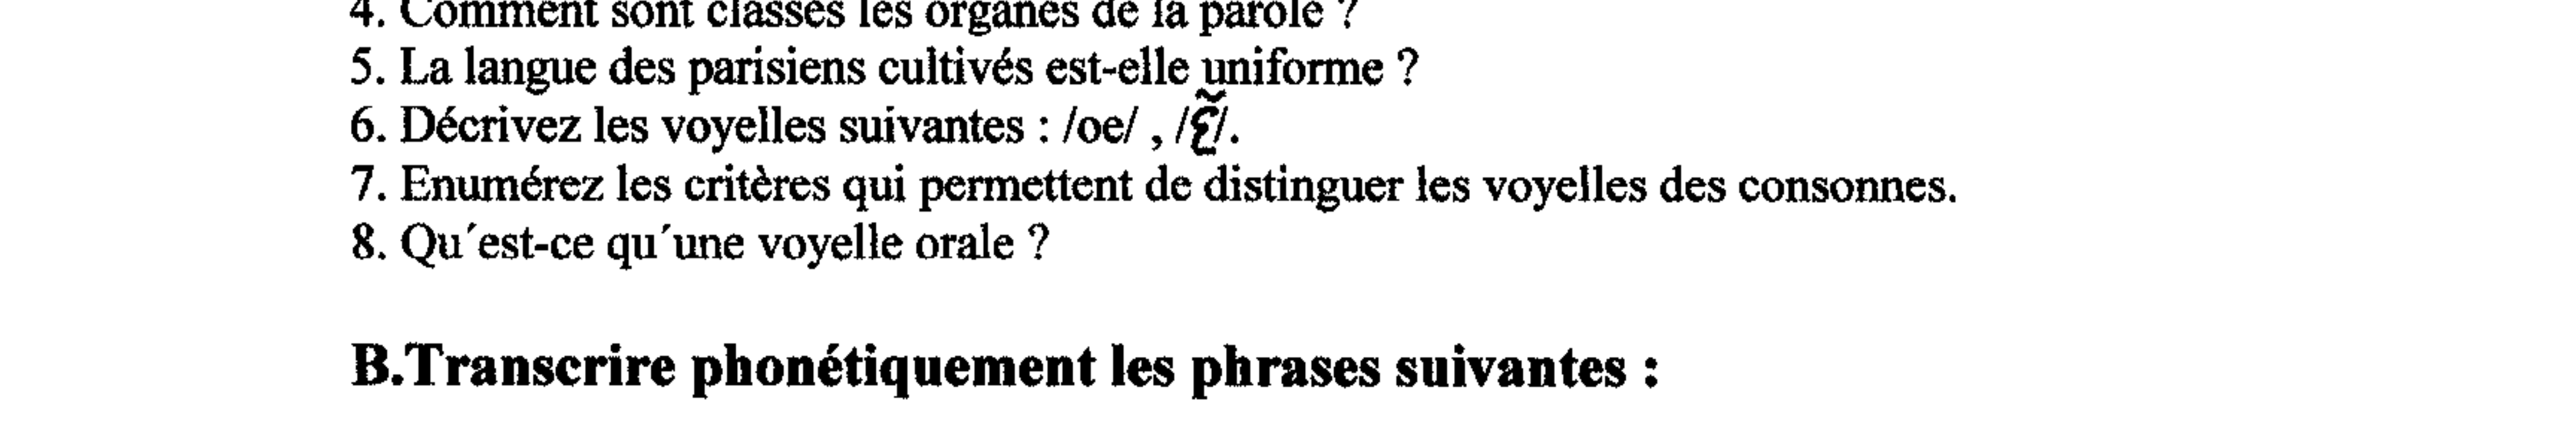 4. Comment sont classés les organes de la parole ?
5. La langue des parisiens cultivés est-elle uniforme ?
6. Décrivez les voyelles suivantes : /oe/ , /ɛ̃/.
7. Enumérez les critères qui permettent de distinguer les voyelles des consonnes.
8. Qu´est-ce qu´une voyelle orale ?
B.Transcrire phonétiquement les phrases suivantes :